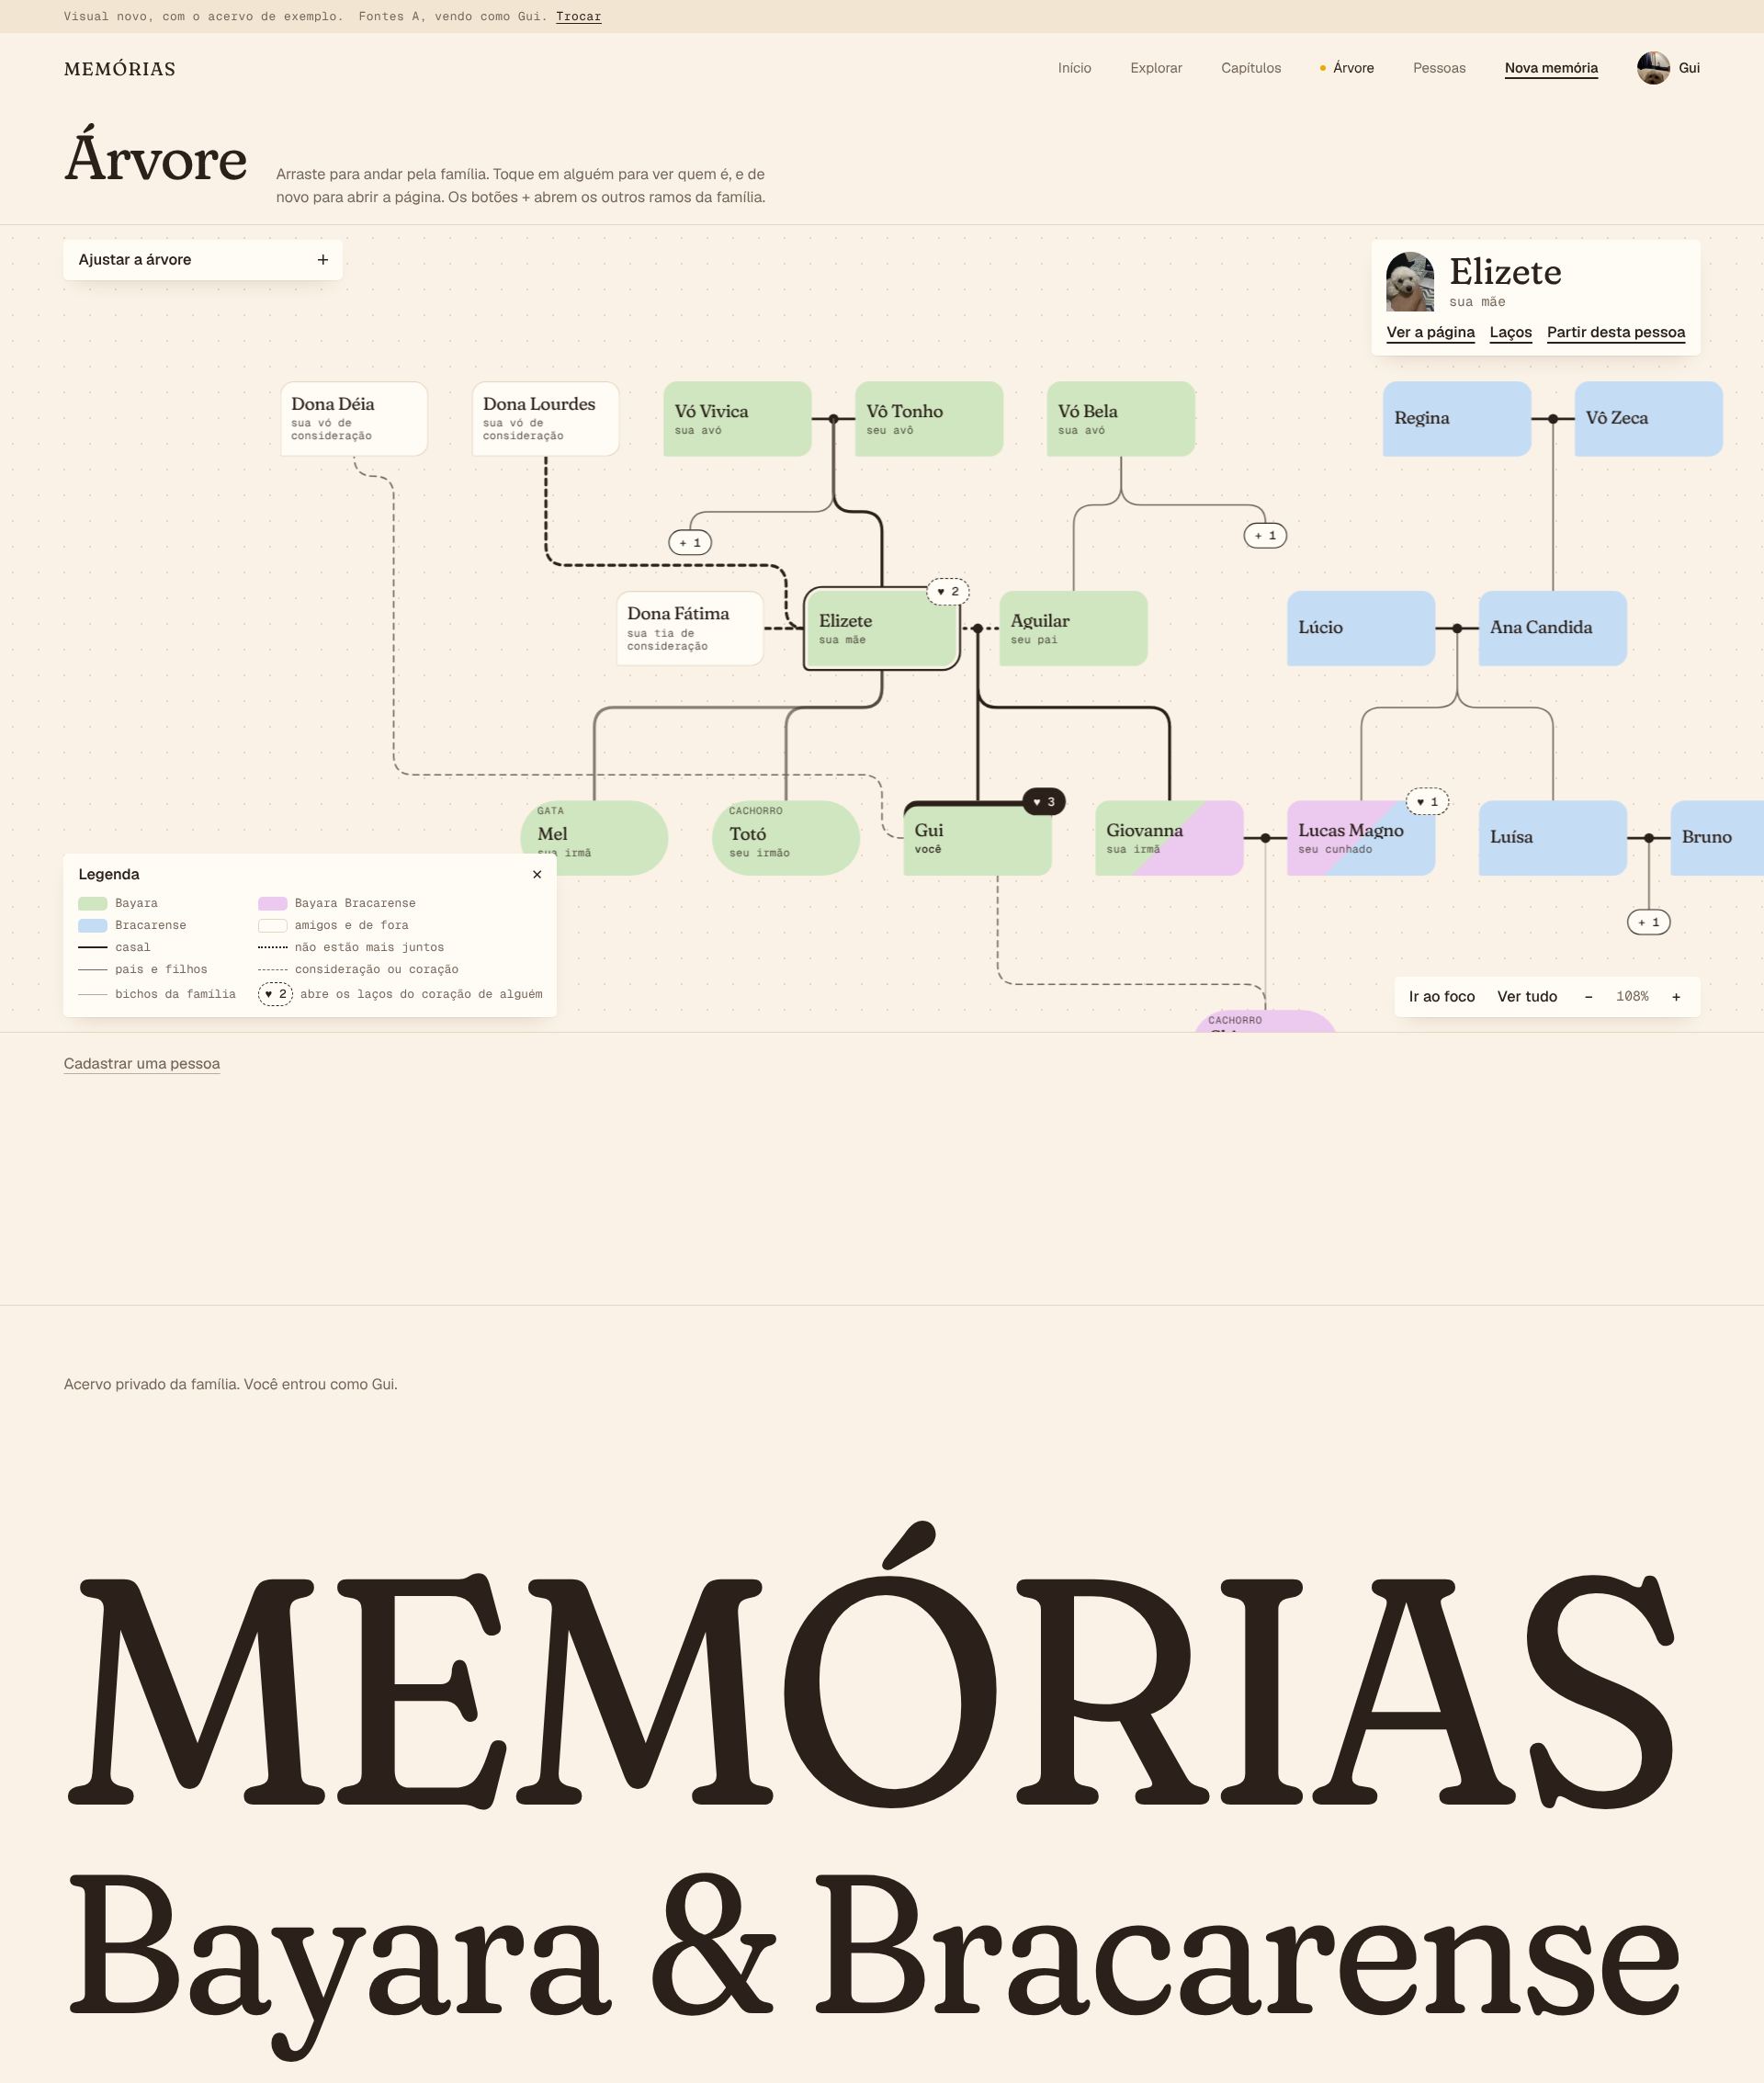 Visual novo, com o acervo de exemplo. Fontes A, vendo como Gui. Trocar
MEMÓRIAS
Início
Explorar
Capítulos
Árvore
Pessoas
Nova memória
Gui
Árvore
Arraste para andar pela família. Toque em alguém para ver quem é, e de
novo para abrir a página. Os botões + abrem os outros ramos da família.
Ajustar a árvore +
Elizete
sua mãe
Ver a página
Laços
Partir desta pessoa
Dona Déia
sua vó de
consideração
Dona Lourdes
sua vó de
consideração
Vó Vivica
sua avó
Vô Tonho
seu avô
Vó Bela
sua avó
Regina
Vô Zeca
+ 1
+ 1
Dona Fátima
sua tia de
consideração
♥ 2
Elizete
sua mãe
Aguilar
seu pai
Lúcio
Ana Candida
GATA
Mel
sua irmã
CACHORRO
Totó
seu irmão
♥ 3
Gui
você
Giovanna
sua irmã
♥ 1
Lucas Magno
seu cunhado
Luísa
Bruno
+ 1
Legenda ×
Bayara
Bayara Bracarense
Bracarense
amigos e de fora
casal
não estão mais juntos
pais e filhos
consideração ou coração
bichos da família
♥ 2 abre os laços do coração de alguém
CACHORRO
Ir ao foco
Ver tudo
− 108% +
Cadastrar uma pessoa
Acervo privado da família. Você entrou como Gui.
MEMÓRIAS
Bayara & Bracarense